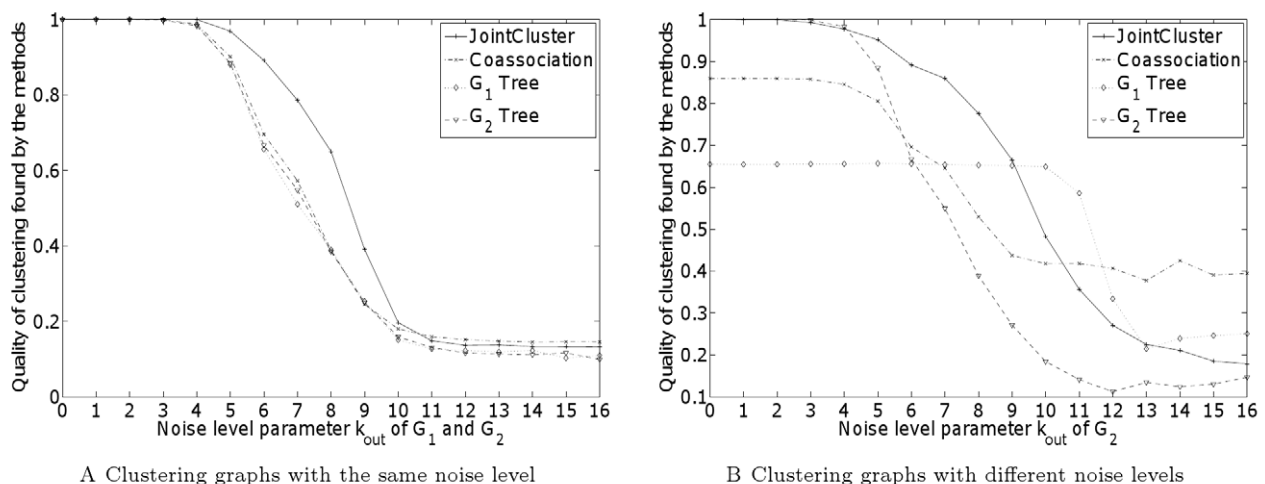 Quality of clustering found by the methods
1
0.8
0.6
0.4
0.2
0
0 1 2 3 4 5 6 7 8 9 10 11 12 13 14 15 16
Noise level parameter k_out of G_1 and G_2
JointCluster
Coassociation
G_1 Tree
G_2 Tree
A Clustering graphs with the same noise level
Quality of clustering found by the methods
1
0.9
0.8
0.7
0.6
0.5
0.4
0.3
0.2
0.1
0 1 2 3 4 5 6 7 8 9 10 11 12 13 14 15 16
Noise level parameter k_out of G_2
JointCluster
Coassociation
G_1 Tree
G_2 Tree
B Clustering graphs with different noise levels